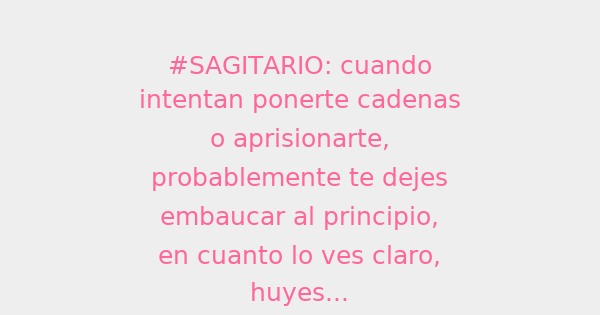 #SAGITARIO: cuando
intentan ponerte cadenas
o aprisionarte,
probablemente te dejes
embaucar al principio,
en cuanto lo ves claro,
huyes...